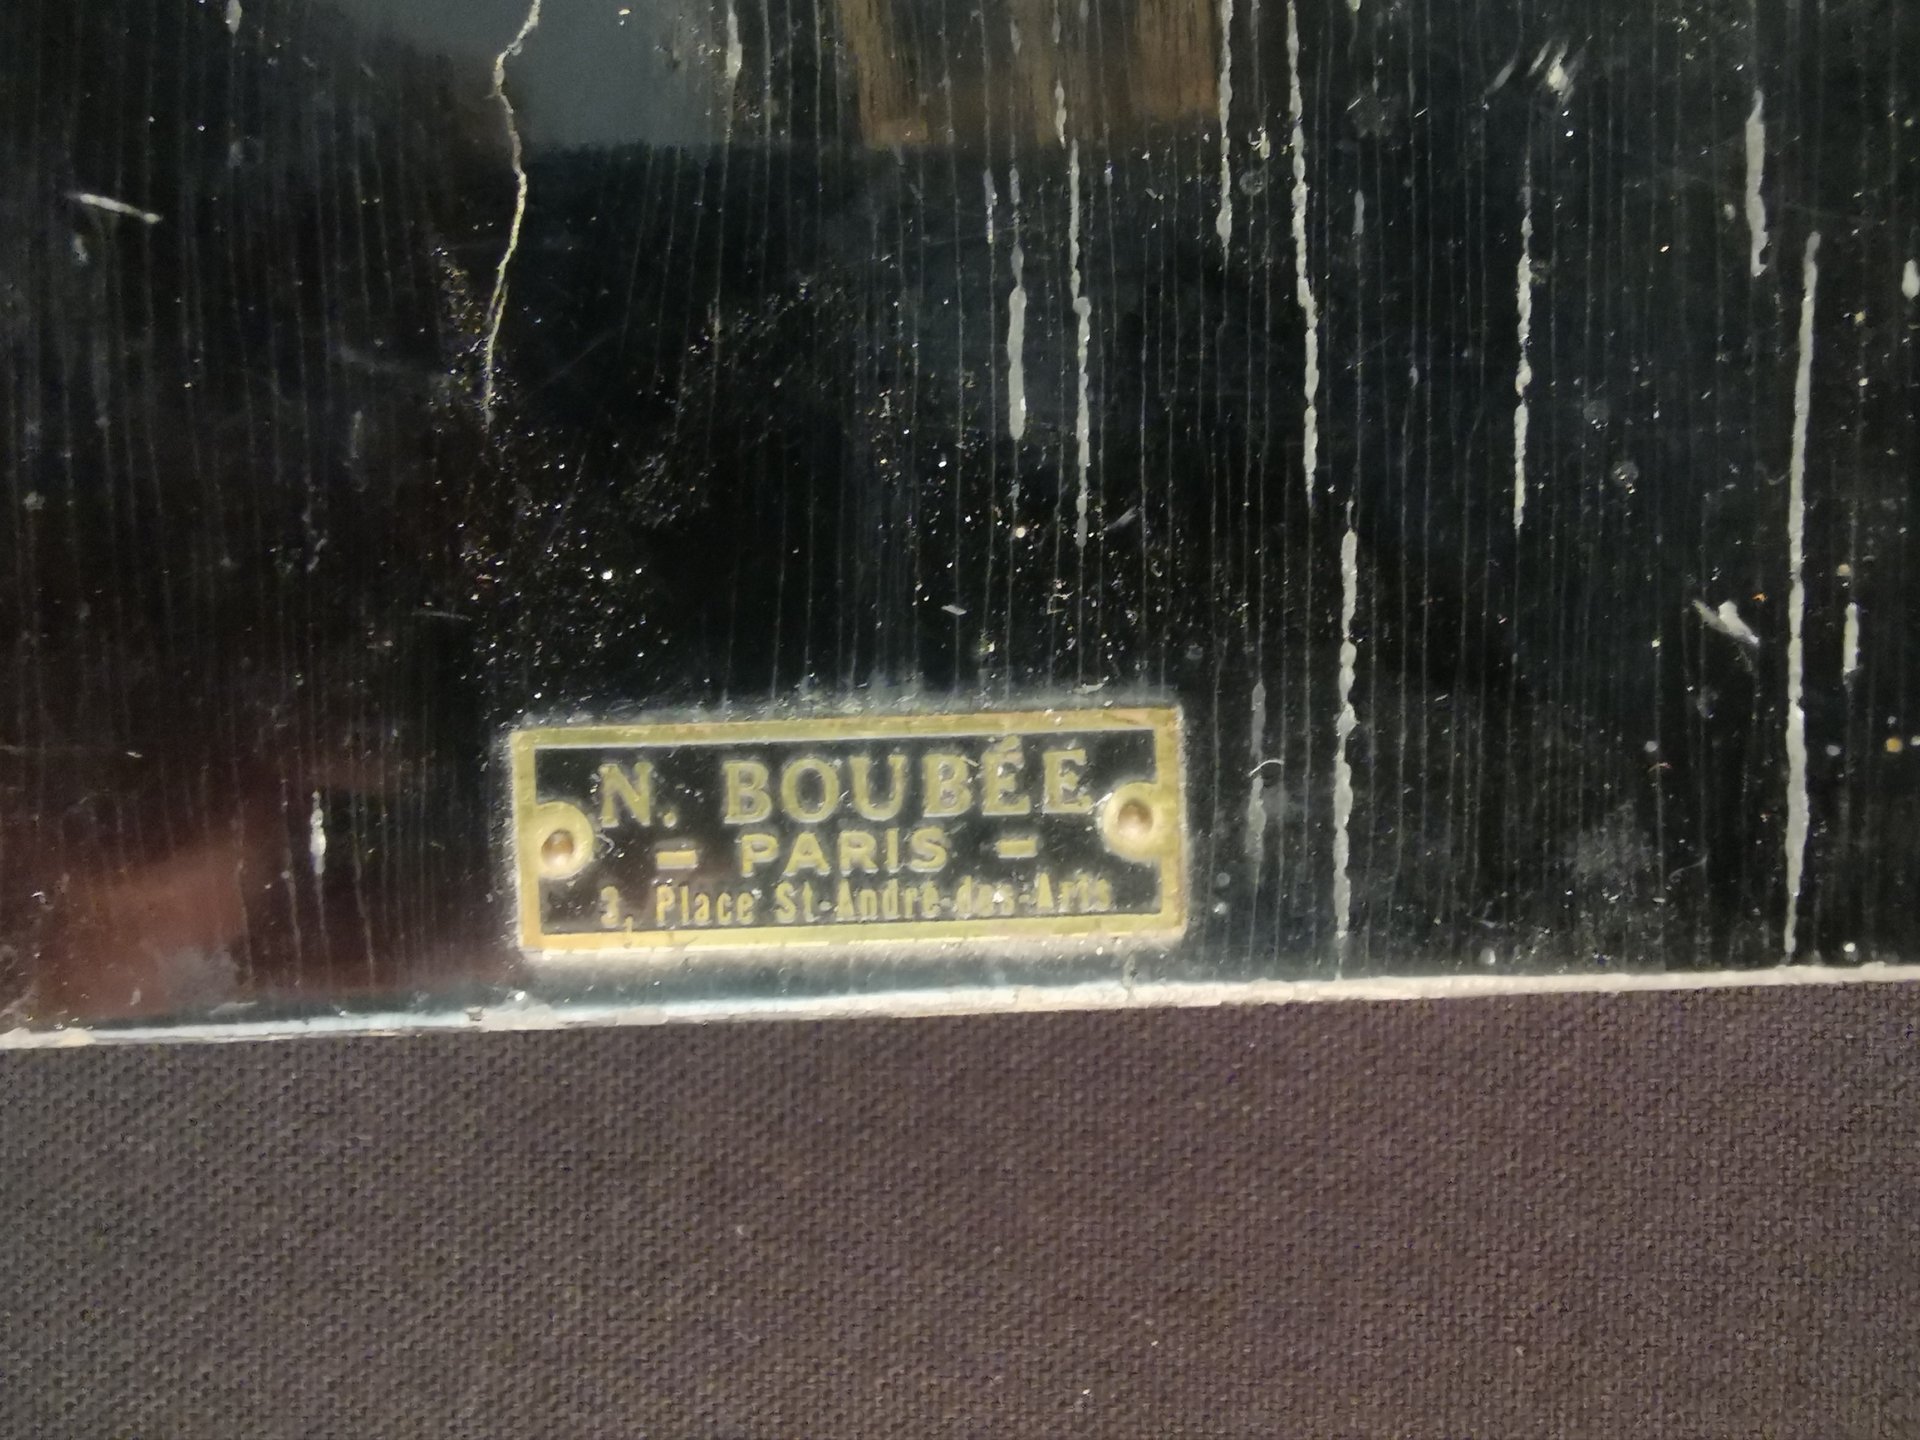 N. BOUBÉE
- PARIS -
3, Place St-André-des-Arts